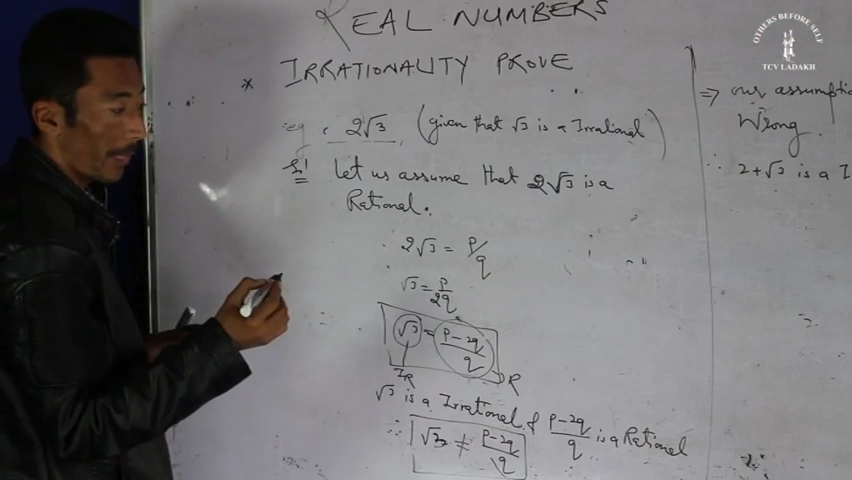 REAL NUMBERS
* IRRATIONALITY PROVE
eg. 2√3 (given that √3 is a Irrational)
Let us assume that 2√3 is a
Rational.
2√3 = p/q
√3 = p/2q
√3 = p-2q/q
IR R
√3 is a Irrational & p-2q/q is a Rational
∴ √3 ≠ p-2q/q
⇒ our assumptio
Wrong.
∴ 2+√3 is a I
OTHERS BEFORE SELF
TCV LADAKH